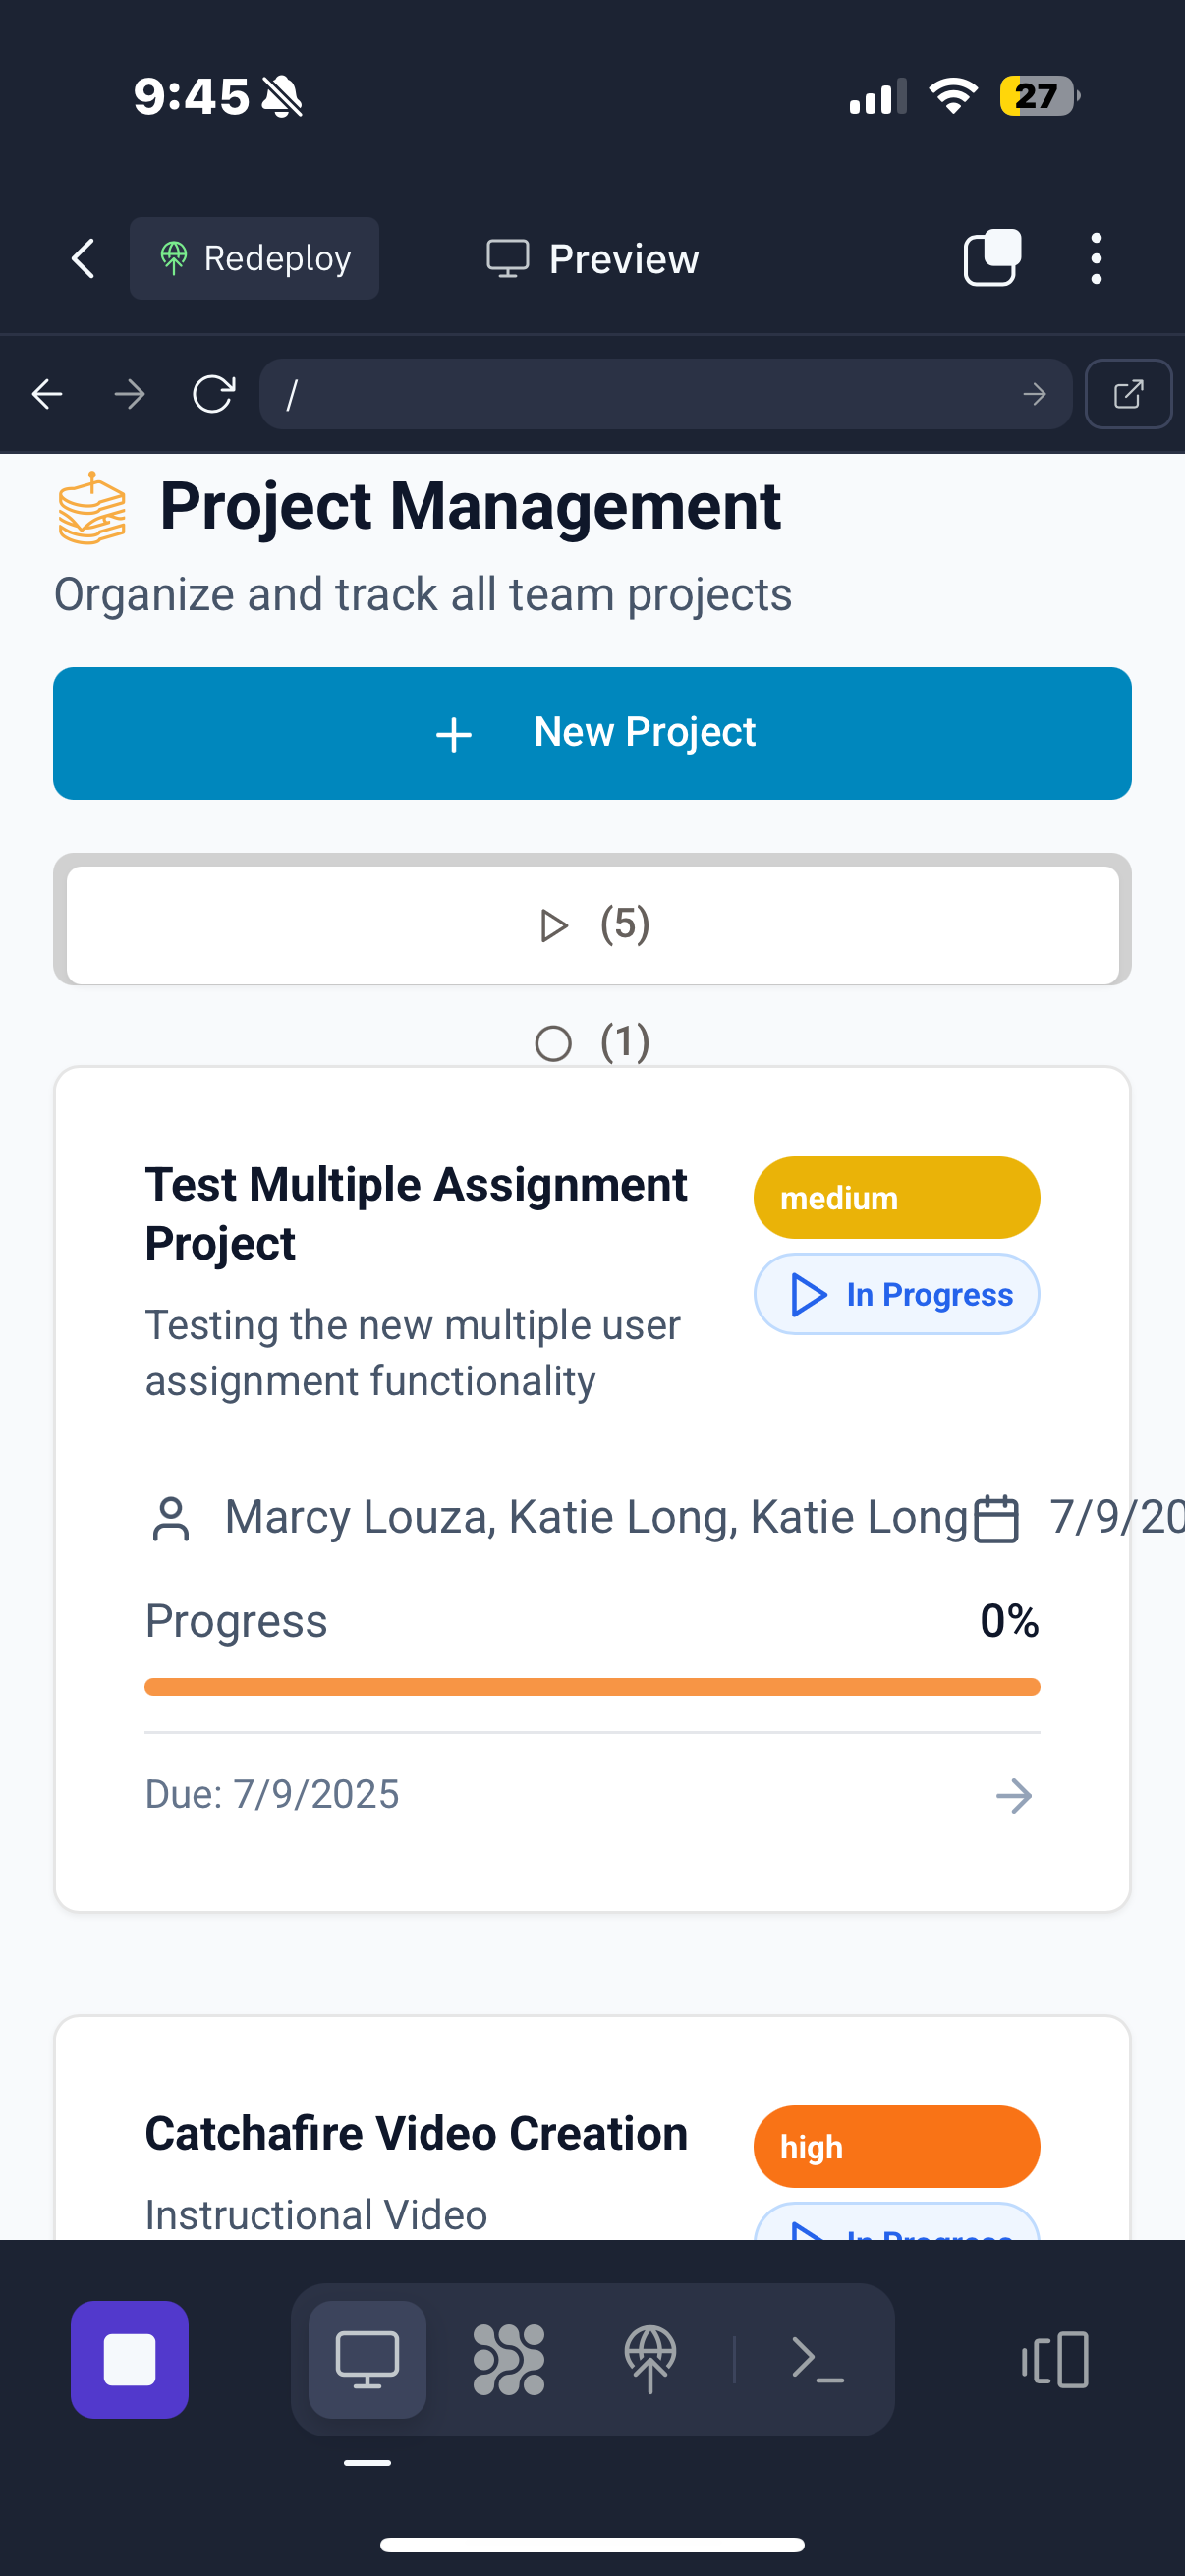 9:45
27
Redeploy
Preview
/
Project Management
Organize and track all team projects
New Project
(5)
(1)
Test Multiple Assignment
Project
medium
In Progress
Testing the new multiple user
assignment functionality
Marcy Louza, Katie Long, Katie Long
7/9/20
Progress
0%
Due: 7/9/2025
Catchafire Video Creation
high
Instructional Video
In Progress